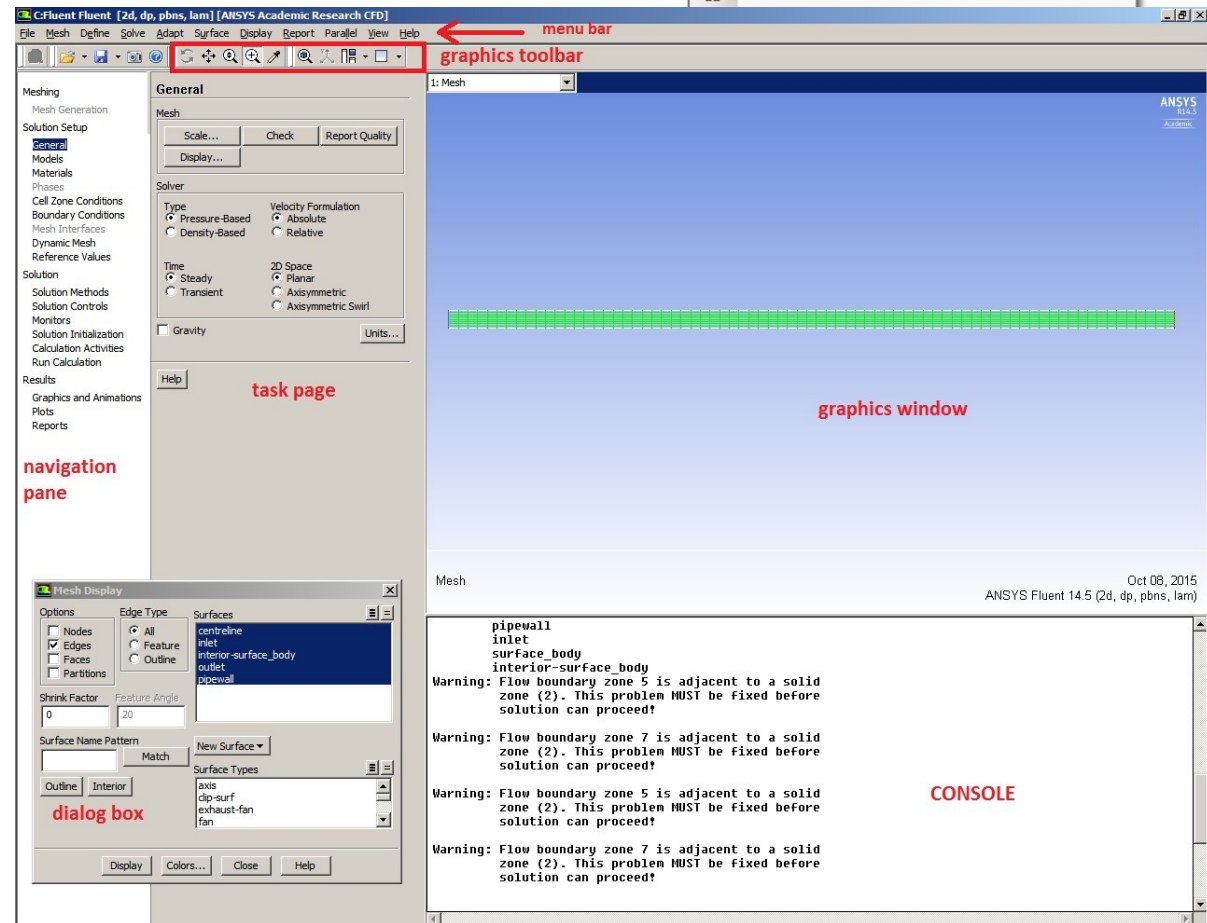 C:Fluent Fluent [2d, dp, pbns, lam] [ANSYS Academic Research CFD]
File Mesh Define Solve Adapt Surface Display Report Parallel View Help
menu bar
graphics toolbar
Meshing
Mesh Generation
Solution Setup
General
Models
Materials
Phases
Cell Zone Conditions
Boundary Conditions
Mesh Interfaces
Dynamic Mesh
Reference Values
Solution
Solution Methods
Solution Controls
Monitors
Solution Initialization
Calculation Activities
Run Calculation
Results
Graphics and Animations
Plots
Reports
navigation
pane
General
Mesh
Scale... Check Report Quality
Display...
Solver
Type Velocity Formulation
Pressure-Based Absolute
Density-Based Relative
Time 2D Space
Steady Planar
Transient Axisymmetric
Axisymmetric Swirl
Gravity Units...
Help
task page
1: Mesh
ANSYS
R14.5
Academic
graphics window
Mesh
Oct 08, 2015
ANSYS Fluent 14.5 (2d, dp, pbns, lam)
Mesh Display
Options Edge Type Surfaces
Nodes All centreline
Edges Feature inlet
Faces Outline interior-surface_body
Partitions outlet
pipewall
Shrink Factor Feature Angle
0 20
Surface Name Pattern New Surface
Match
Surface Types
Outline Interior axis
clip-surf
exhaust-fan
fan
dialog box
Display Colors... Close Help
pipewall
inlet
surface_body
interior-surface_body
Warning: Flow boundary zone 5 is adjacent to a solid
zone (2). This problem MUST be fixed before
solution can proceed!
Warning: Flow boundary zone 7 is adjacent to a solid
zone (2). This problem MUST be fixed before
solution can proceed!
Warning: Flow boundary zone 5 is adjacent to a solid
zone (2). This problem MUST be fixed before
solution can proceed!
Warning: Flow boundary zone 7 is adjacent to a solid
zone (2). This problem MUST be fixed before
solution can proceed!
CONSOLE